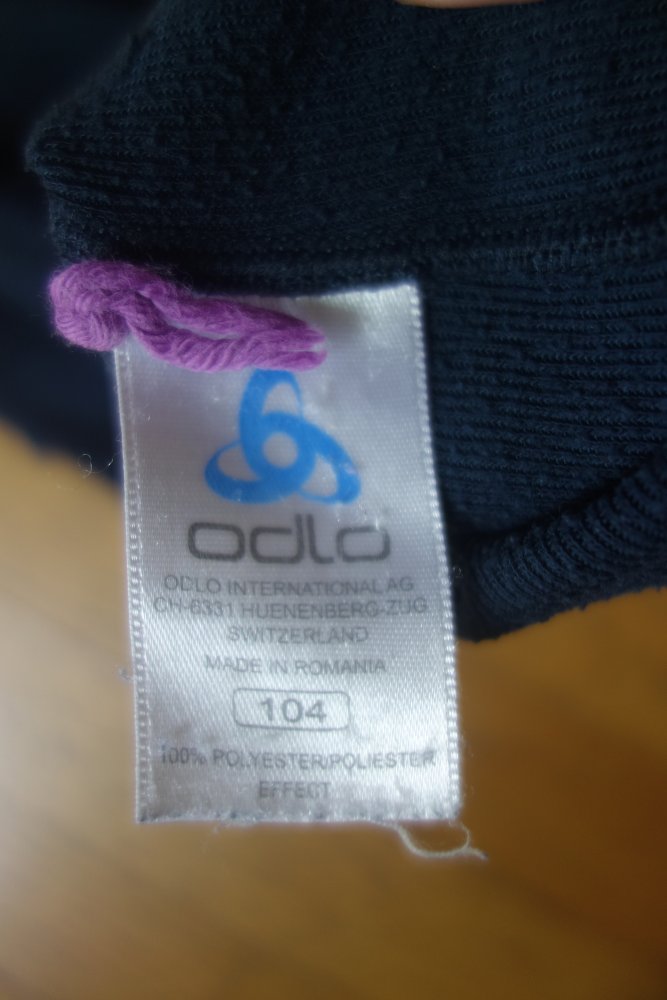 odlo
ODLO INTERNATIONAL AG
CH-6331 HUENENBERG-ZUG
SWITZERLAND
MADE IN ROMANIA
104
100% POLYESTER/POLIESTER
EFFECT